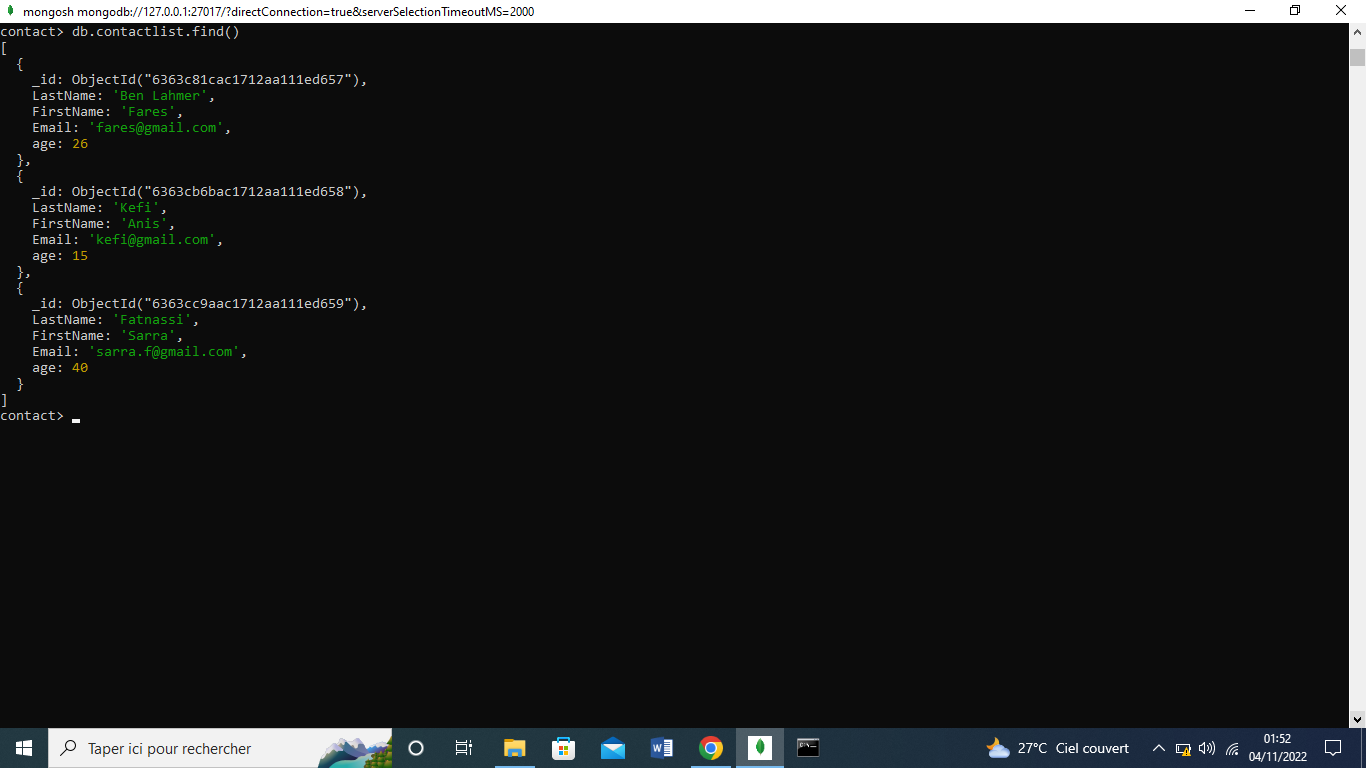 mongosh mongodb://127.0.0.1:27017/?directConnection=true&serverSelectionTimeoutMS=2000
contact> db.contactlist.find()
[
  {
    _id: ObjectId("6363c81cac1712aa111ed657"),
    LastName: 'Ben Lahmer',
    FirstName: 'Fares',
    Email: 'fares@gmail.com',
    age: 26
  },
  {
    _id: ObjectId("6363cb6bac1712aa111ed658"),
    LastName: 'Kefi',
    FirstName: 'Anis',
    Email: 'kefi@gmail.com',
    age: 15
  },
  {
    _id: ObjectId("6363cc9aac1712aa111ed659"),
    LastName: 'Fatnassi',
    FirstName: 'Sarra',
    Email: 'sarra.f@gmail.com',
    age: 40
  }
]
contact>
Taper ici pour rechercher
27°C Ciel couvert
01:52
04/11/2022